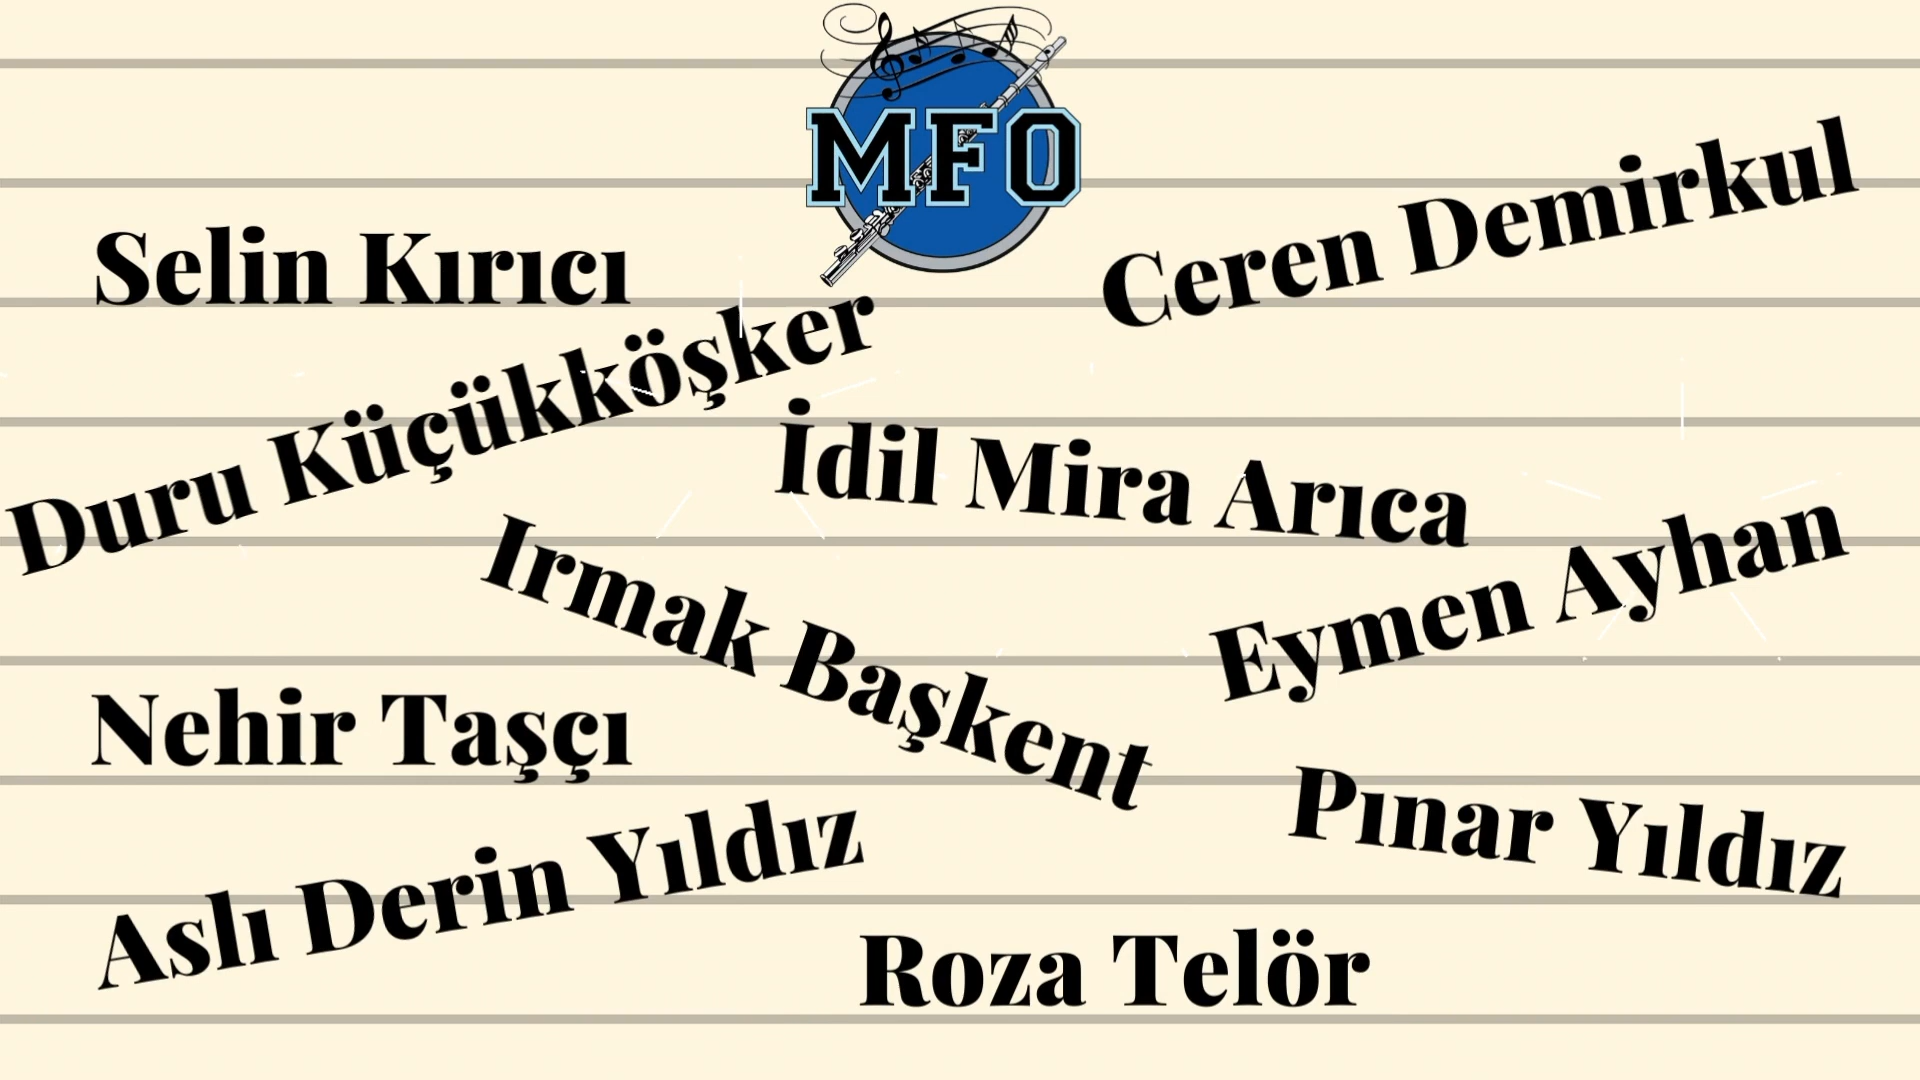 MFO
Selin Kırıcı
Ceren Demirkul
Duru Küçükköşker
İdil Mira Arıca
Irmak Başkent
Eymen Ayhan
Nehir Taşçı
Pınar Yıldız
Aslı Derin Yıldız
Roza Telör